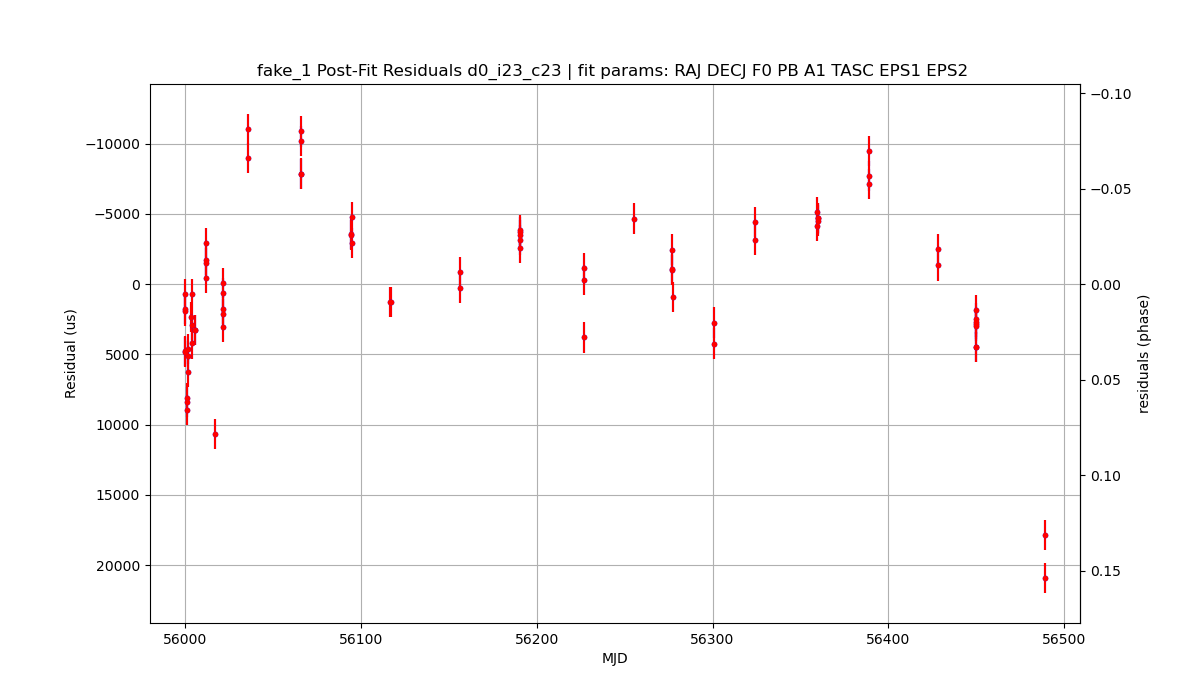 fake_1 Post-Fit Residuals d0_i23_c23 | fit params: RAJ DECJ F0 PB A1 TASC EPS1 EPS2
−10000
−5000
0
5000
10000
15000
20000
Residual (us)
−0.10
−0.05
0.00
0.05
0.10
0.15
residuals (phase)
56000 56100 56200 56300 56400 56500
MJD